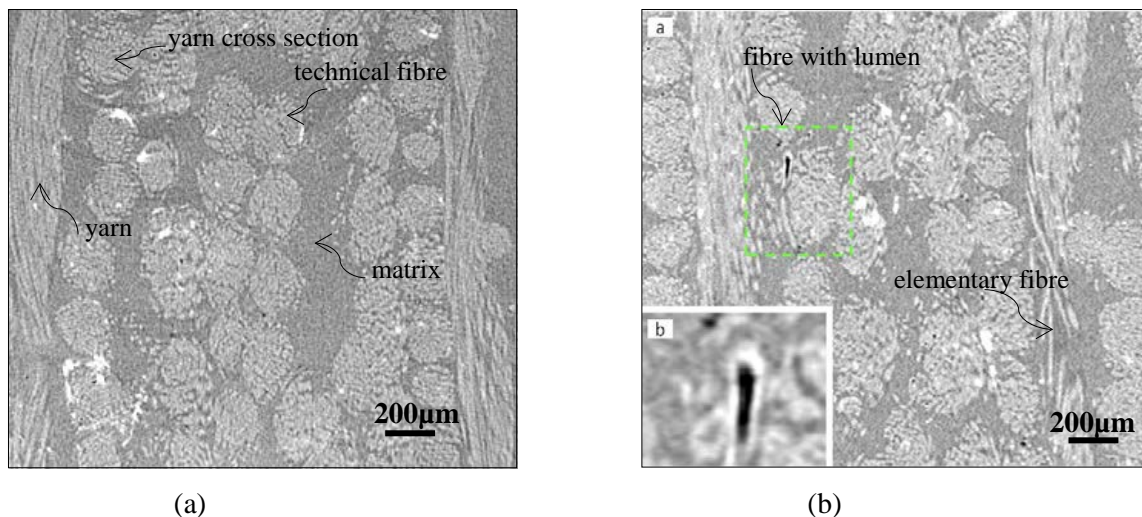 yarn cross section
technical fibre
yarn
matrix
200µm
(a)
a
fibre with lumen
elementary fibre
b
200µm
(b)